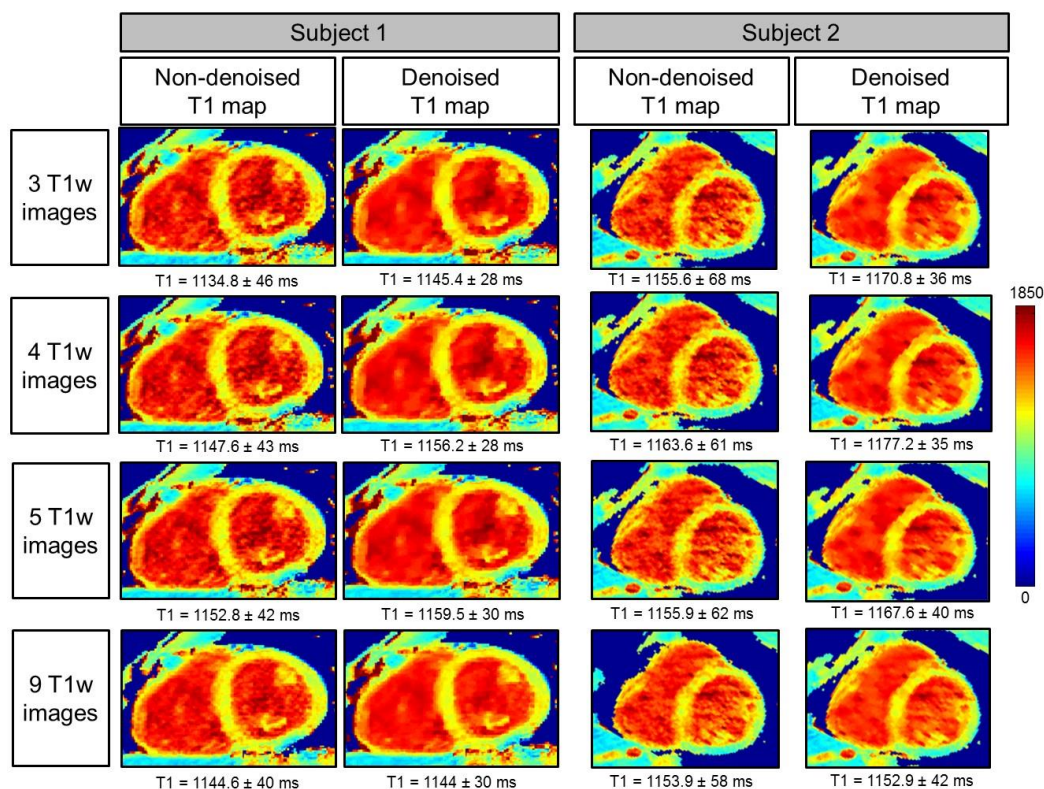 Subject 1
Subject 2
Non-denoised
T1 map
Denoised
T1 map
Non-denoised
T1 map
Denoised
T1 map
3 T1w
images
T1 = 1134.8 ± 46 ms
T1 = 1145.4 ± 28 ms
T1 = 1155.6 ± 68 ms
T1 = 1170.8 ± 36 ms
1850
4 T1w
images
T1 = 1147.6 ± 43 ms
T1 = 1156.2 ± 28 ms
T1 = 1163.6 ± 61 ms
T1 = 1177.2 ± 35 ms
5 T1w
images
0
T1 = 1152.8 ± 42 ms
T1 = 1159.5 ± 30 ms
T1 = 1155.9 ± 62 ms
T1 = 1167.6 ± 40 ms
9 T1w
images
T1 = 1144.6 ± 40 ms
T1 = 1144 ± 30 ms
T1 = 1153.9 ± 58 ms
T1 = 1152.9 ± 42 ms